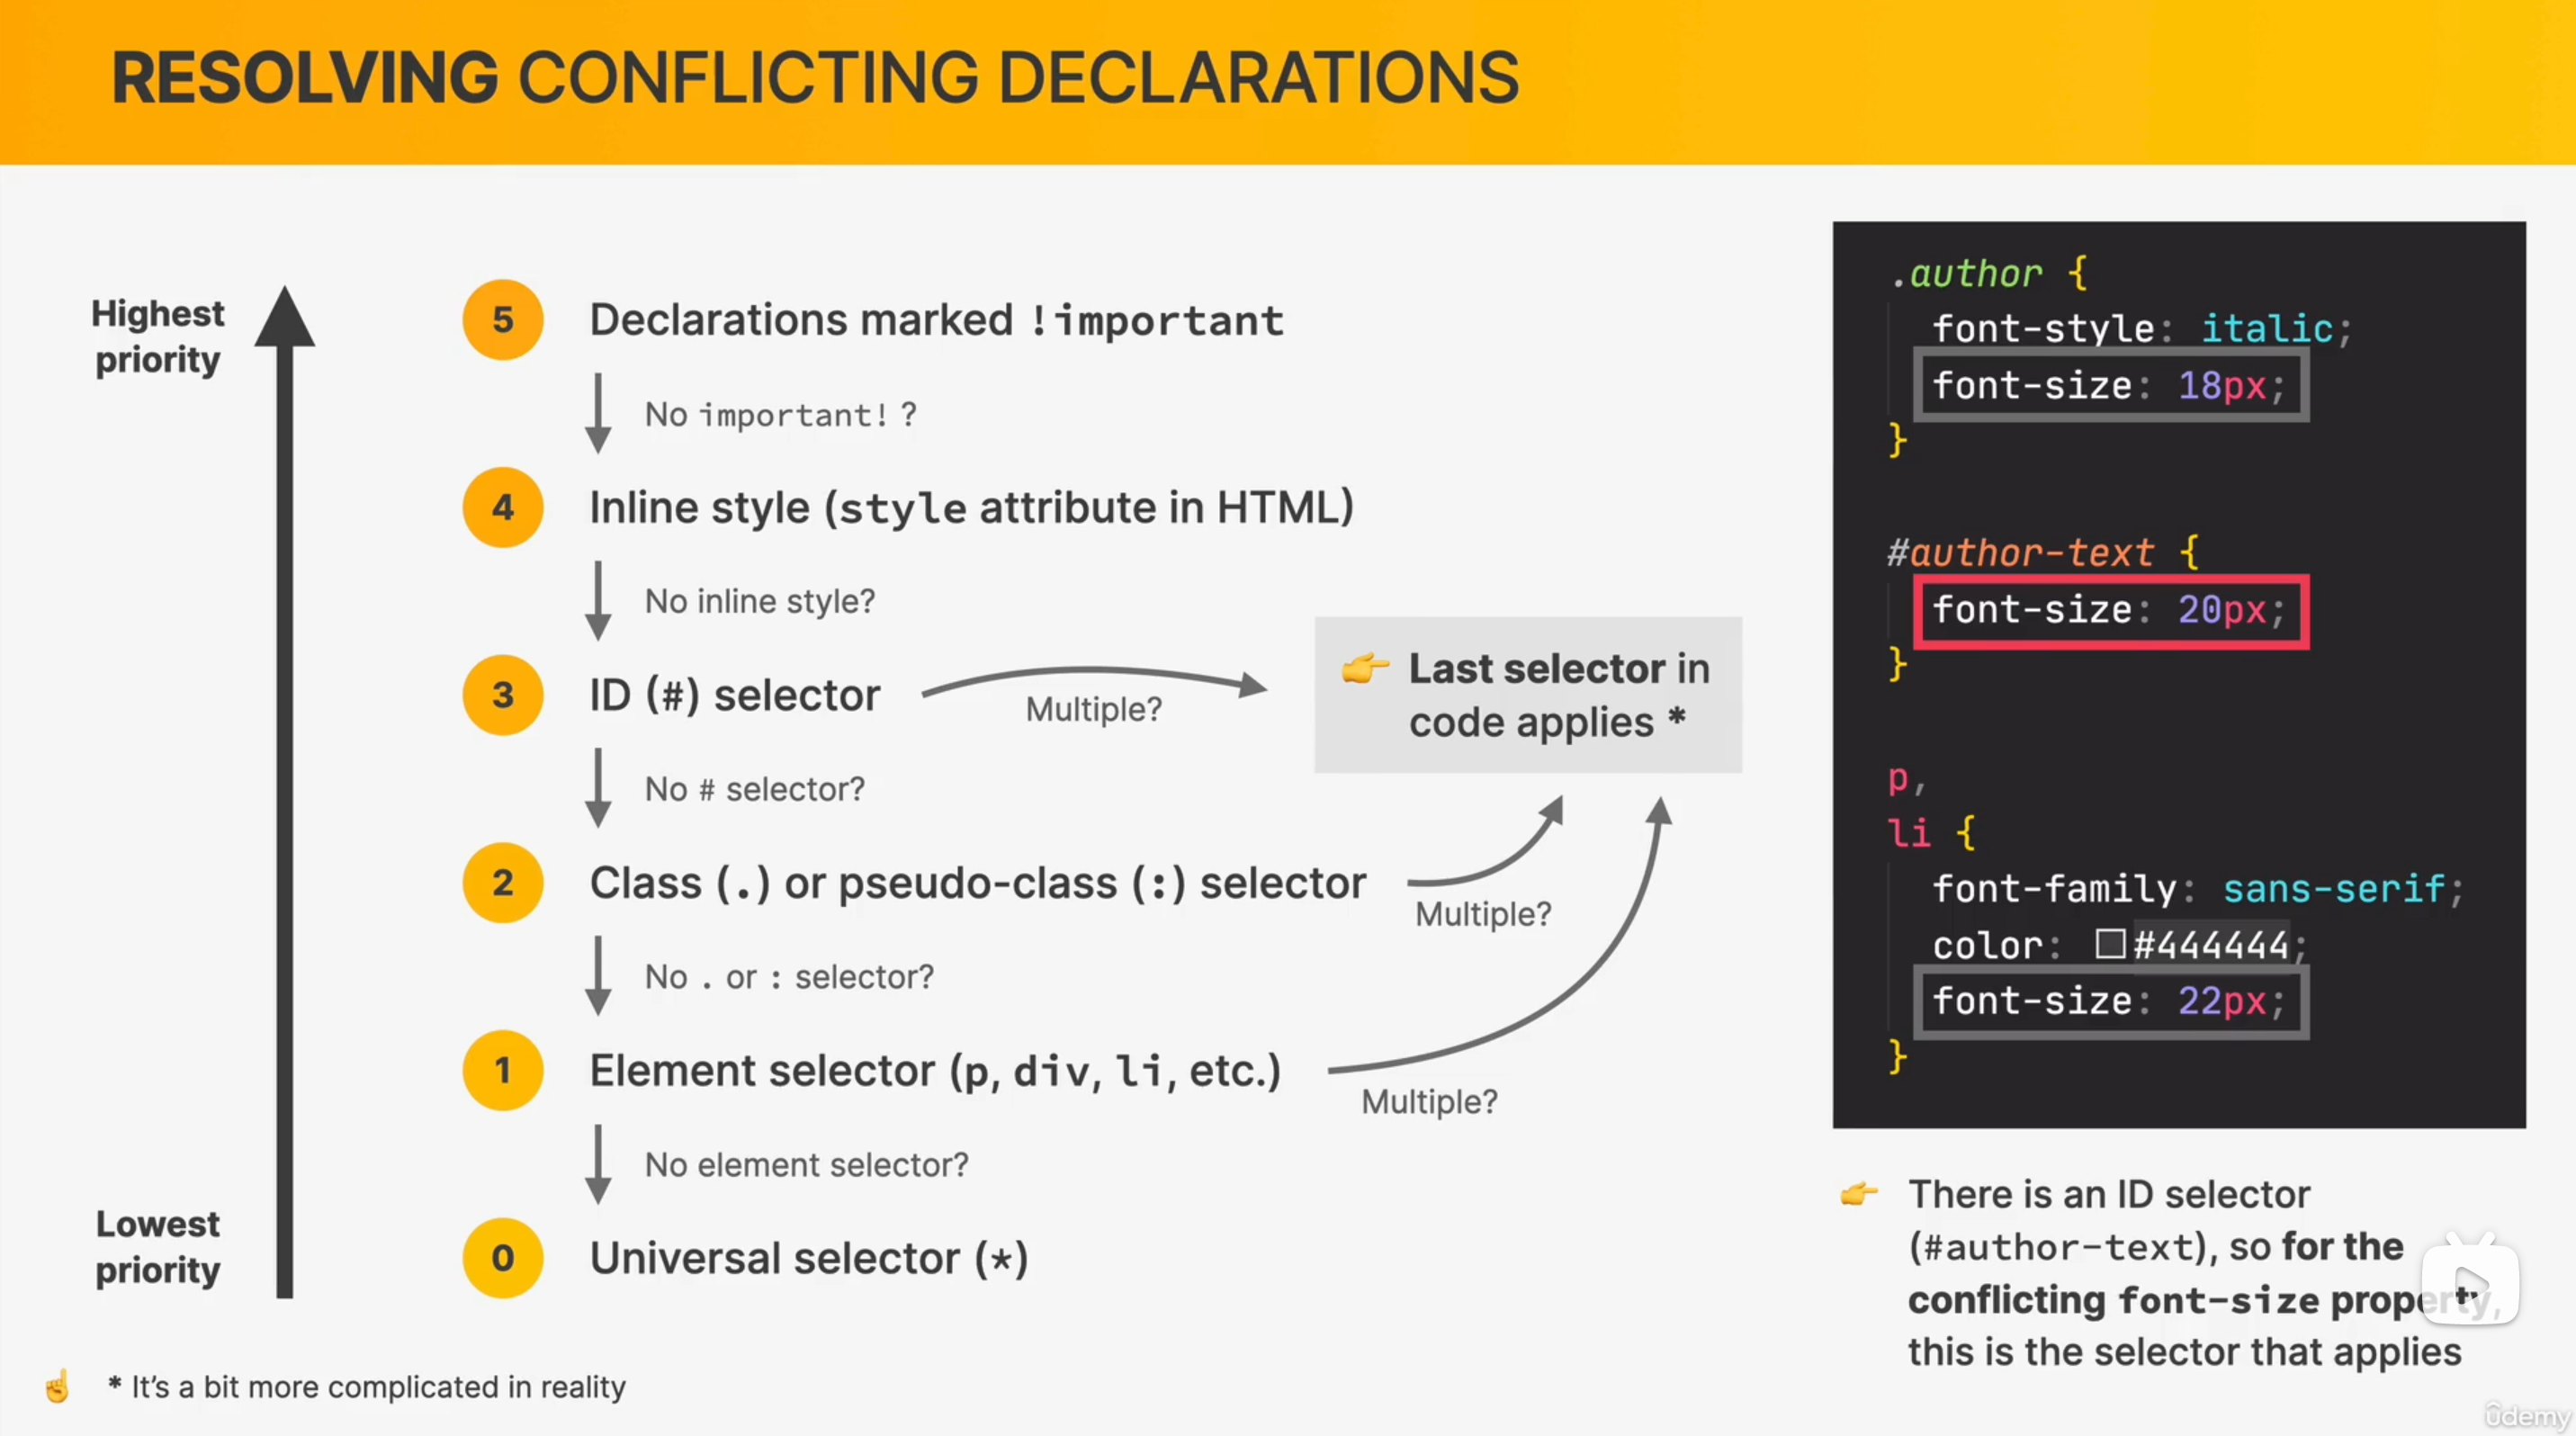 RESOLVING CONFLICTING DECLARATIONS
Highest
priority
5
Declarations marked !important
No important! ?
4
Inline style (style attribute in HTML)
No inline style?
3
ID (#) selector
Multiple?
No # selector?
2
Class (.) or pseudo-class (:) selector
Multiple?
No . or : selector?
1
Element selector (p, div, li, etc.)
Multiple?
No element selector?
0
Universal selector (*)
Lowest
priority
👉 Last selector in
code applies *
☝️ * It's a bit more complicated in reality
.author {
font-style: italic;
font-size: 18px;
}
#author-text {
font-size: 20px;
}
p,
li {
font-family: sans-serif;
color: #444444;
font-size: 22px;
}
👉 There is an ID selector
(#author-text), so for the
conflicting font-size property,
this is the selector that applies
ûdemy